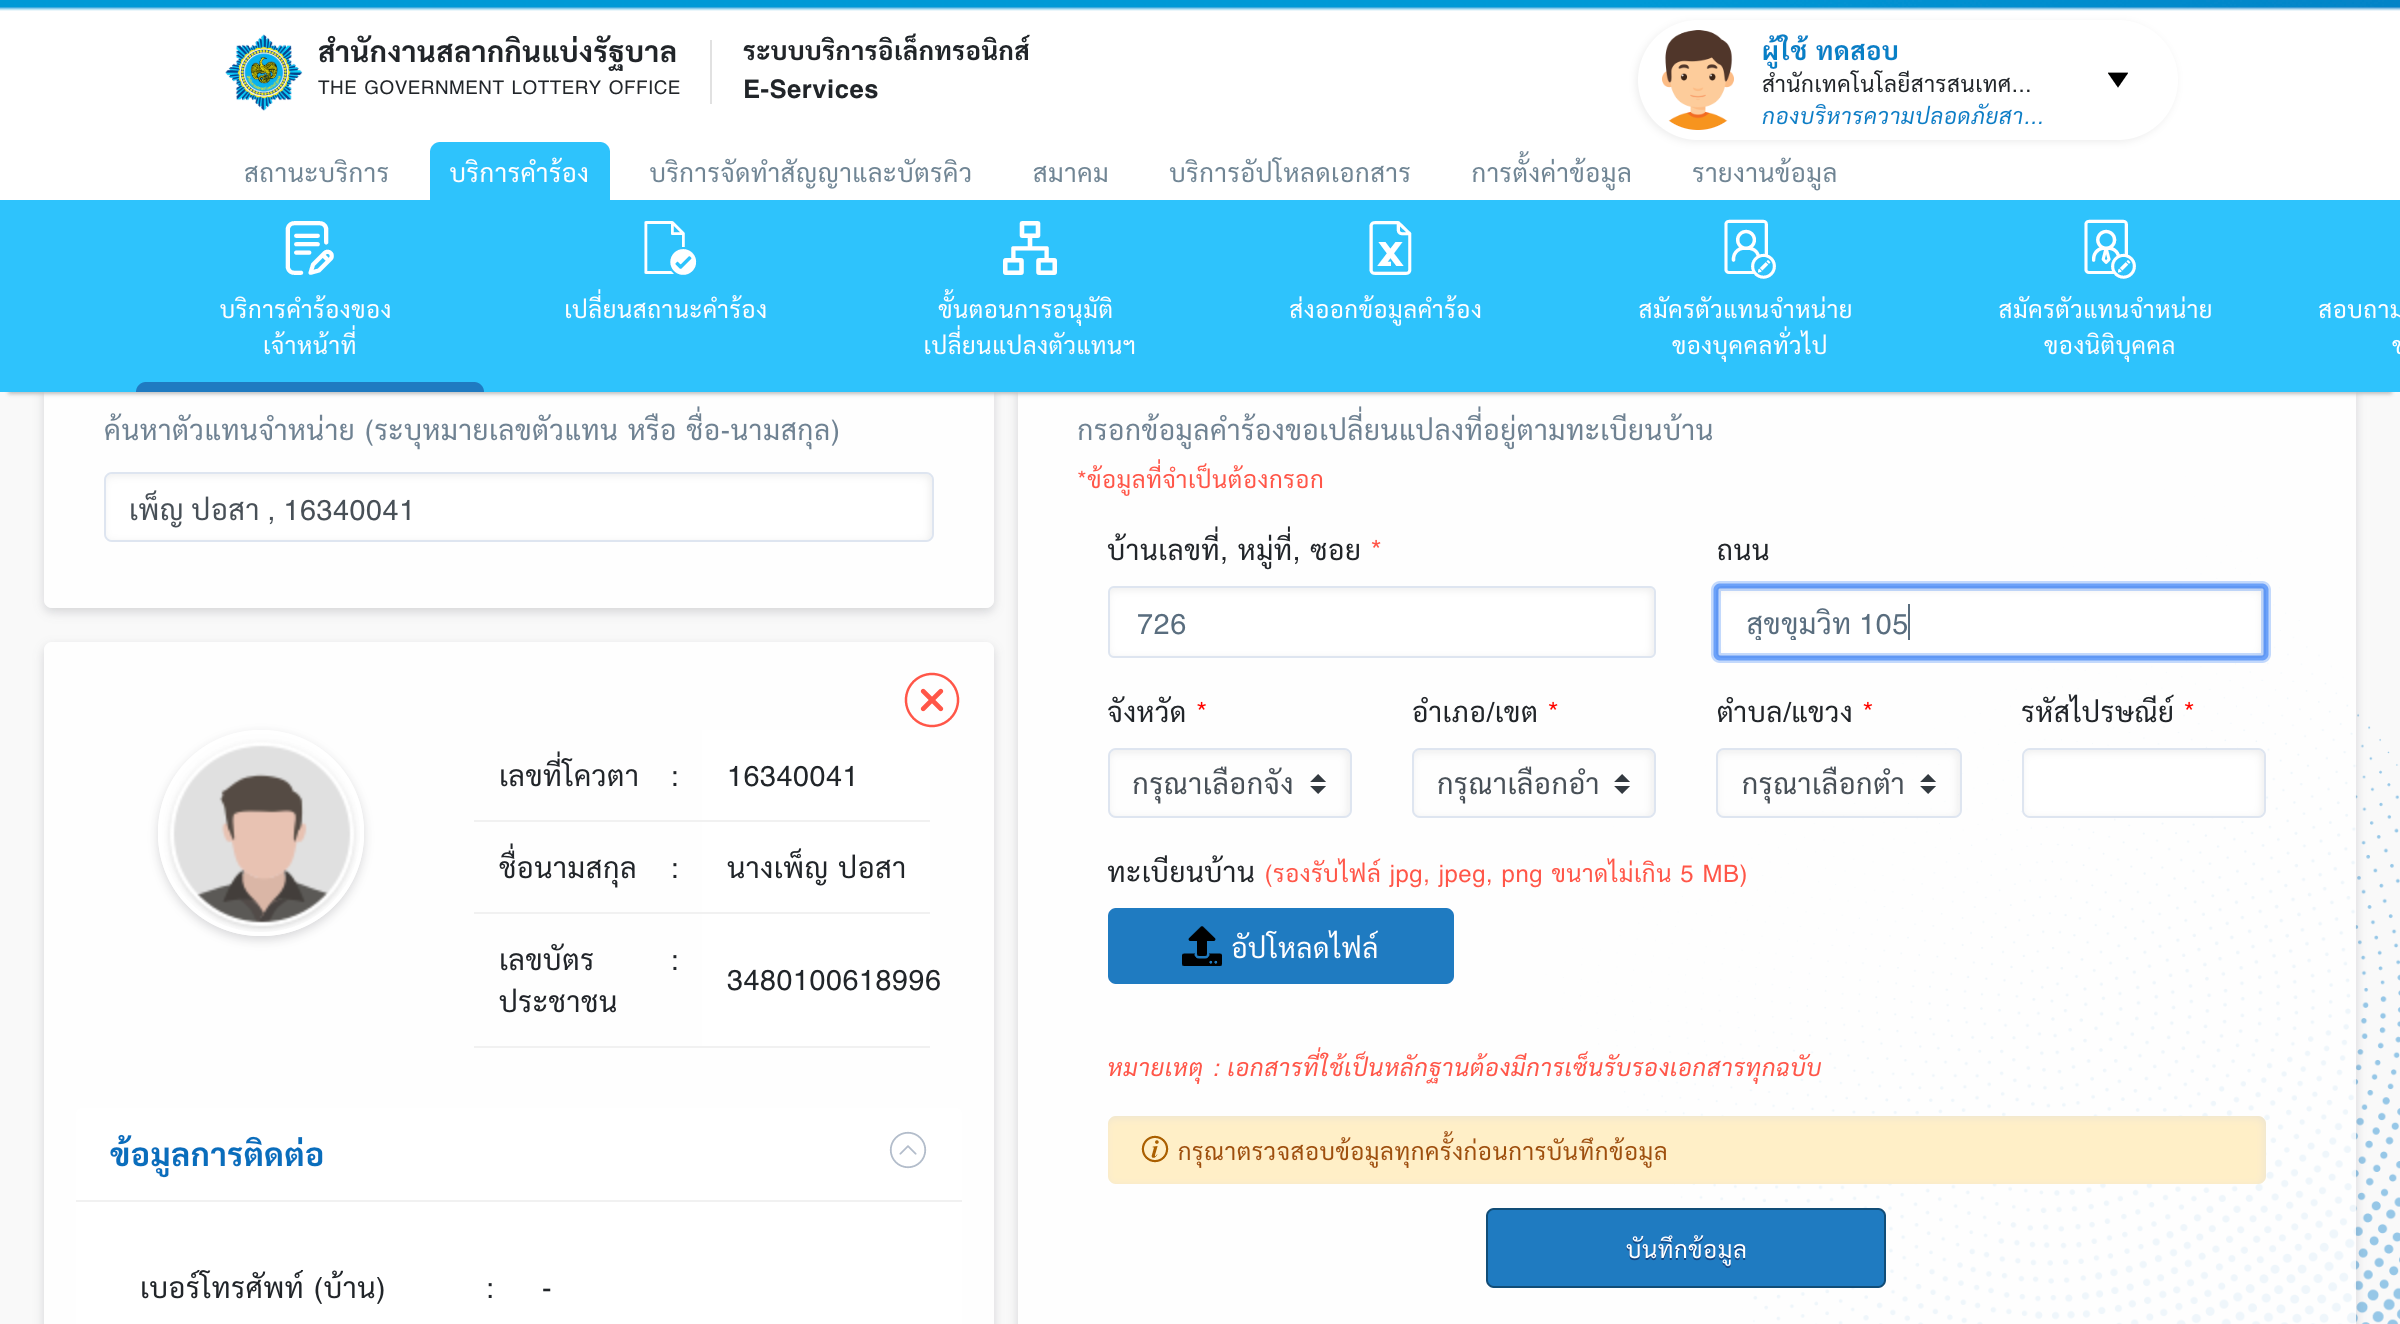 สำนักงานสลากกินแบ่งรัฐบาล
THE GOVERNMENT LOTTERY OFFICE
ระบบบริการอิเล็กทรอนิกส์
E-Services
ผู้ใช้ ทดสอบ
สำนักเทคโนโลยีสารสนเทศ...
กองบริหารความปลอดภัยสา...
สถานะบริการ
บริการคำร้อง
บริการจัดทำสัญญาและบัตรคิว
สมาคม
บริการอัปโหลดเอกสาร
การตั้งค่าข้อมูล
รายงานข้อมูล
บริการคำร้องของ
เจ้าหน้าที่
เปลี่ยนสถานะคำร้อง
ขั้นตอนการอนุมัติ
เปลี่ยนแปลงตัวแทนฯ
ส่งออกข้อมูลคำร้อง
สมัครตัวแทนจำหน่าย
ของบุคคลทั่วไป
สมัครตัวแทนจำหน่าย
ของนิติบุคคล
สอบถาม
ค้นหาตัวแทนจำหน่าย (ระบุหมายเลขตัวแทน หรือ ชื่อ-นามสกุล)
เพ็ญ ปอสา , 16340041
เลขที่โควตา : 16340041
ชื่อนามสกุล : นางเพ็ญ ปอสา
เลขบัตร
ประชาชน : 3480100618996
ข้อมูลการติดต่อ
เบอร์โทรศัพท์ (บ้าน) : -
กรอกข้อมูลคำร้องขอเปลี่ยนแปลงที่อยู่ตามทะเบียนบ้าน
*ข้อมูลที่จำเป็นต้องกรอก
บ้านเลขที่, หมู่ที่, ซอย *
ถนน
726
สุขขุมวิท 105
จังหวัด *
อำเภอ/เขต *
ตำบล/แขวง *
รหัสไปรษณีย์ *
กรุณาเลือกจัง
กรุณาเลือกอำ
กรุณาเลือกตำ
ทะเบียนบ้าน (รองรับไฟล์ jpg, jpeg, png ขนาดไม่เกิน 5 MB)
อัปโหลดไฟล์
หมายเหตุ : เอกสารที่ใช้เป็นหลักฐานต้องมีการเซ็นรับรองเอกสารทุกฉบับ
กรุณาตรวจสอบข้อมูลทุกครั้งก่อนการบันทึกข้อมูล
บันทึกข้อมูล